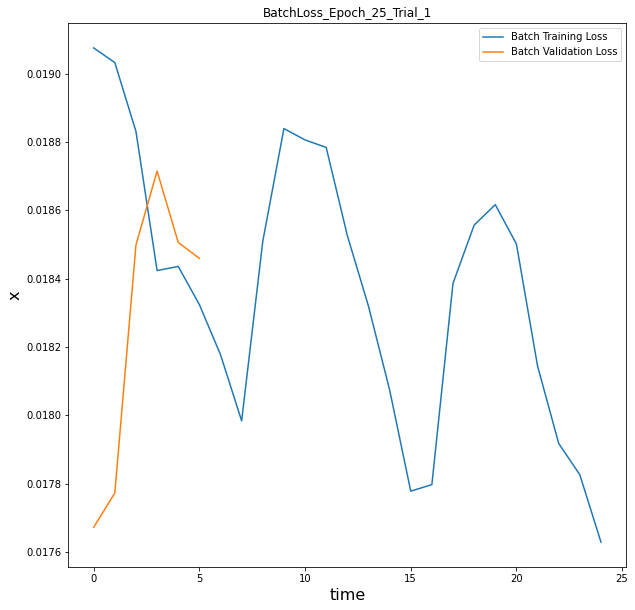 BatchLoss_Epoch_25_Trial_1
Batch Training Loss
Batch Validation Loss
0.0190
0.0188
0.0186
0.0184
0.0182
0.0180
0.0178
0.0176
x
0 5 10 15 20 25
time